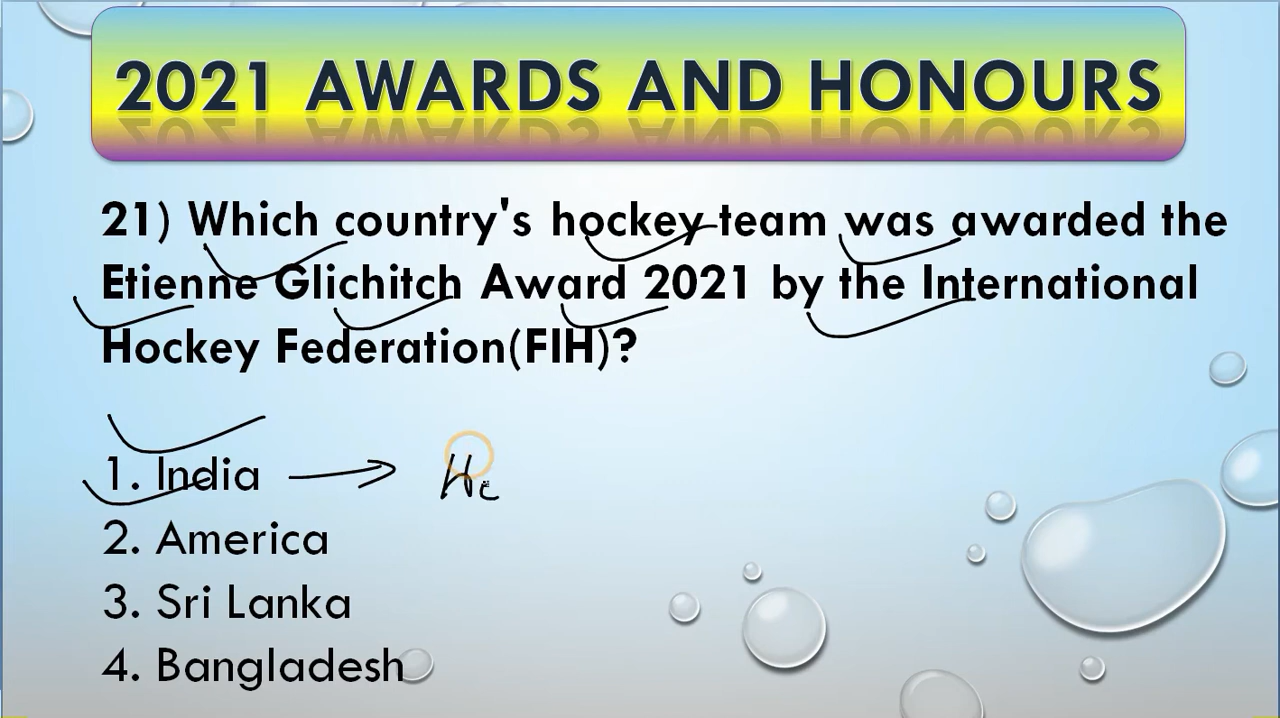 2021 AWARDS AND HONOURS
21) Which country's hockey team was awarded the
Etienne Glichitch Award 2021 by the International
Hockey Federation(FIH)?
1. India
2. America
3. Sri Lanka
4. Bangladesh